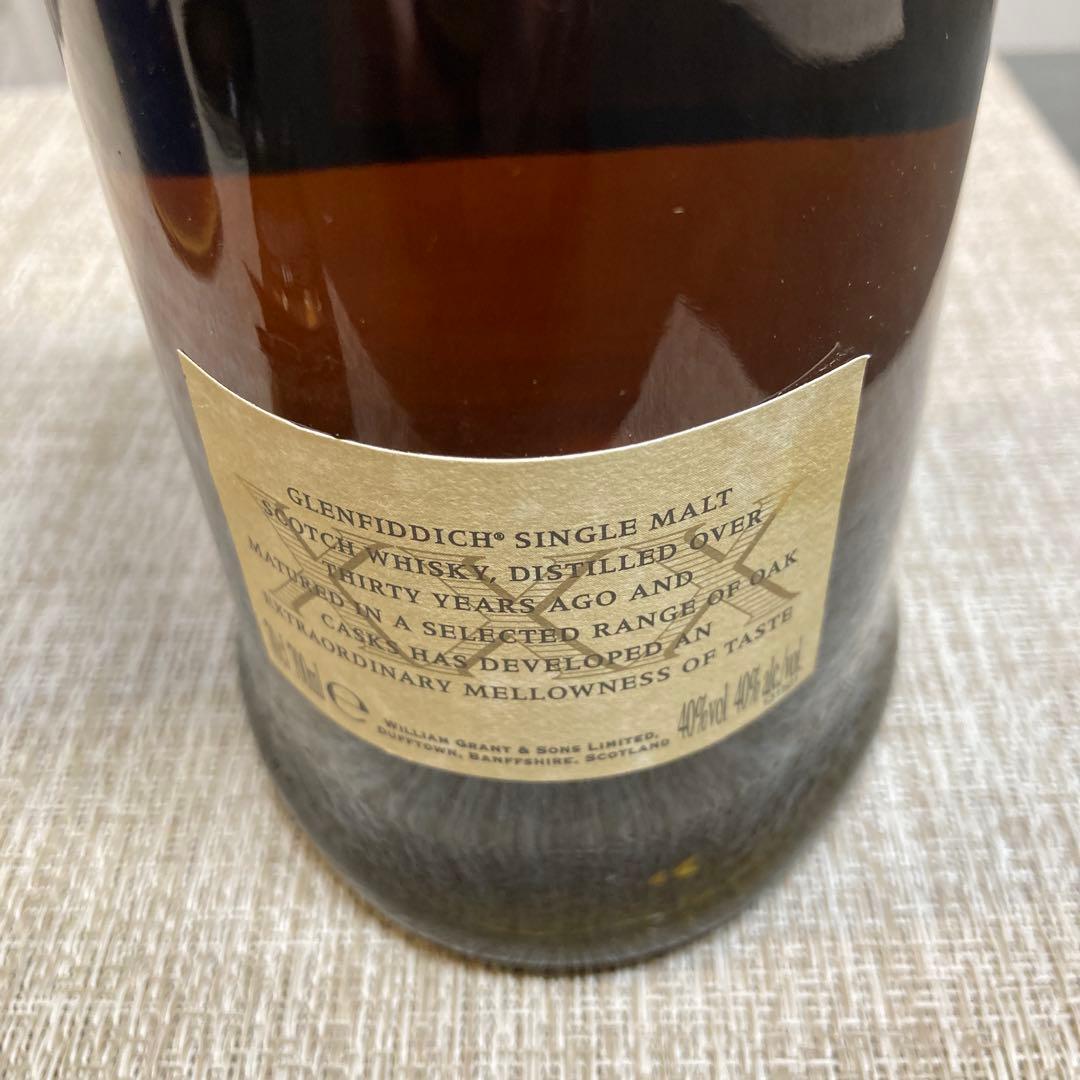 GLENFIDDICH® SINGLE MALT
SCOTCH WHISKY, DISTILLED OVER
THIRTY YEARS AGO AND
MATURED IN A SELECTED RANGE OF OAK
CASKS HAS DEVELOPED AN
EXTRAORDINARY MELLOWNESS OF TASTE
XXX
70cl 700ml e
40%vol 40% alc/vol
WILLIAM GRANT & SONS LIMITED,
DUFFTOWN, BANFFSHIRE, SCOTLAND